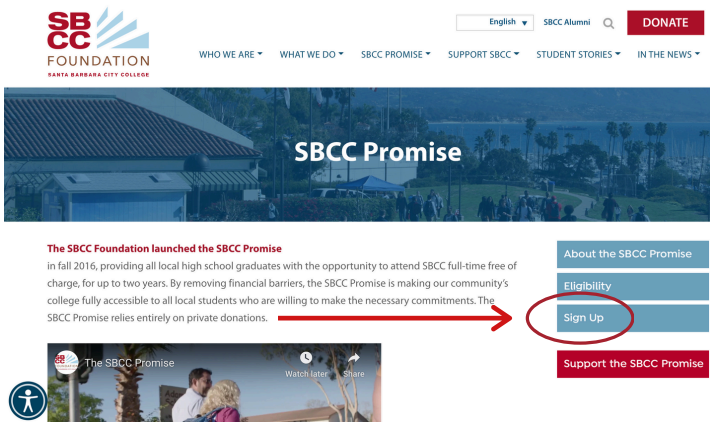 SB
CC
FOUNDATION
SANTA BARBARA CITY COLLEGE
English
SBCC Alumni
DONATE
WHO WE ARE
WHAT WE DO
SBCC PROMISE
SUPPORT SBCC
STUDENT STORIES
IN THE NEWS
SBCC Promise
The SBCC Foundation launched the SBCC Promise
in fall 2016, providing all local high school graduates with the opportunity to attend SBCC full-time free of
charge, for up to two years. By removing financial barriers, the SBCC Promise is making our community's
college fully accessible to all local students who are willing to make the necessary commitments. The
SBCC Promise relies entirely on private donations.
About the SBCC Promise
Eligibility
Sign Up
Support the SBCC Promise
The SBCC Promise
Watch later
Share